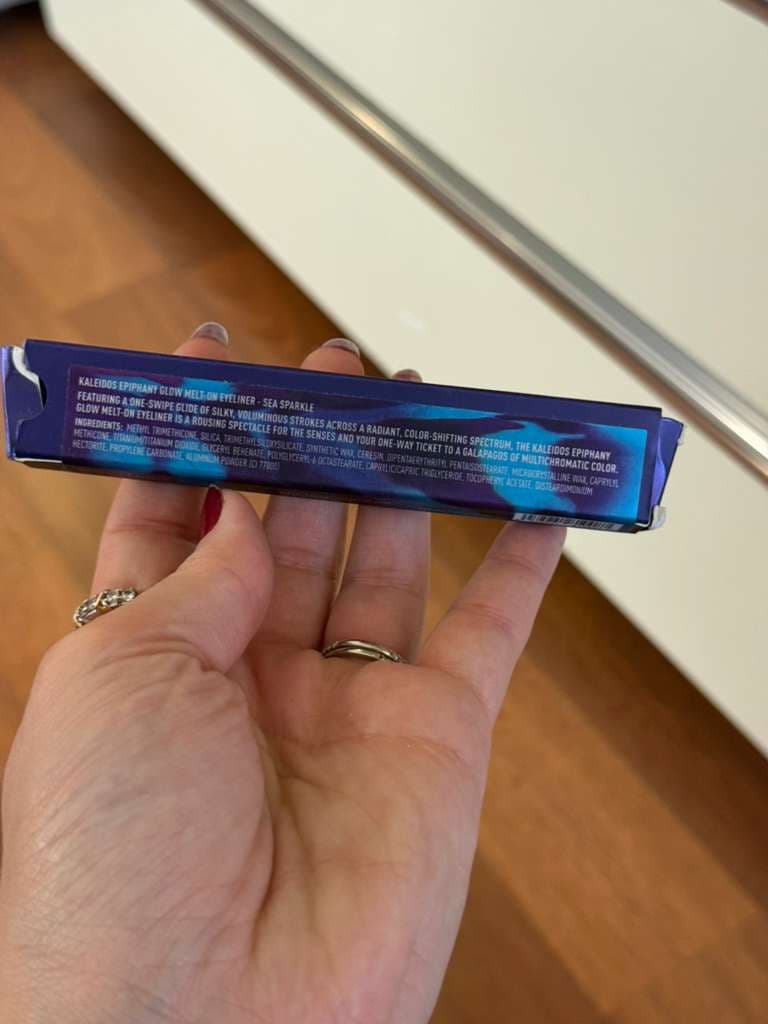 KALEIDOS EPIPHANY GLOW MELT-ON EYELINER - SEA SPARKLE
FEATURING A ONE-SWIPE GLIDE OF SILKY, VOLUMINOUS STROKES ACROSS A RADIANT, COLOR-SHIFTING SPECTRUM, THE KALEIDOS EPIPHANY
GLOW MELT-ON EYELINER IS A ROUSING SPECTACLE FOR THE SENSES AND YOUR ONE-WAY TICKET TO A GALAPAGOS OF MULTICHROMATIC COLOR.
INGREDIENTS: METHYL TRIMETHICONE, SILICA, TRIMETHYLSILOXYSILICATE, SYNTHETIC WAX, CERESIN, DIPENTAERYTHRITYL PENTAISOSTEARATE, MICROCRYSTALLINE WAX, CAPRYLYL
METHICONE, TITANIUM/TITANIUM DIOXIDE, GLYCERYL BEHENATE, POLYGLYCERYL-6 OCTASTEARATE, CAPRYLIC/CAPRIC TRIGLYCERIDE, TOCOPHERYL ACETATE, DISTEARDIMONIUM
HECTORITE, PROPYLENE CARBONATE, ALUMINUM POWDER (CI 77000)